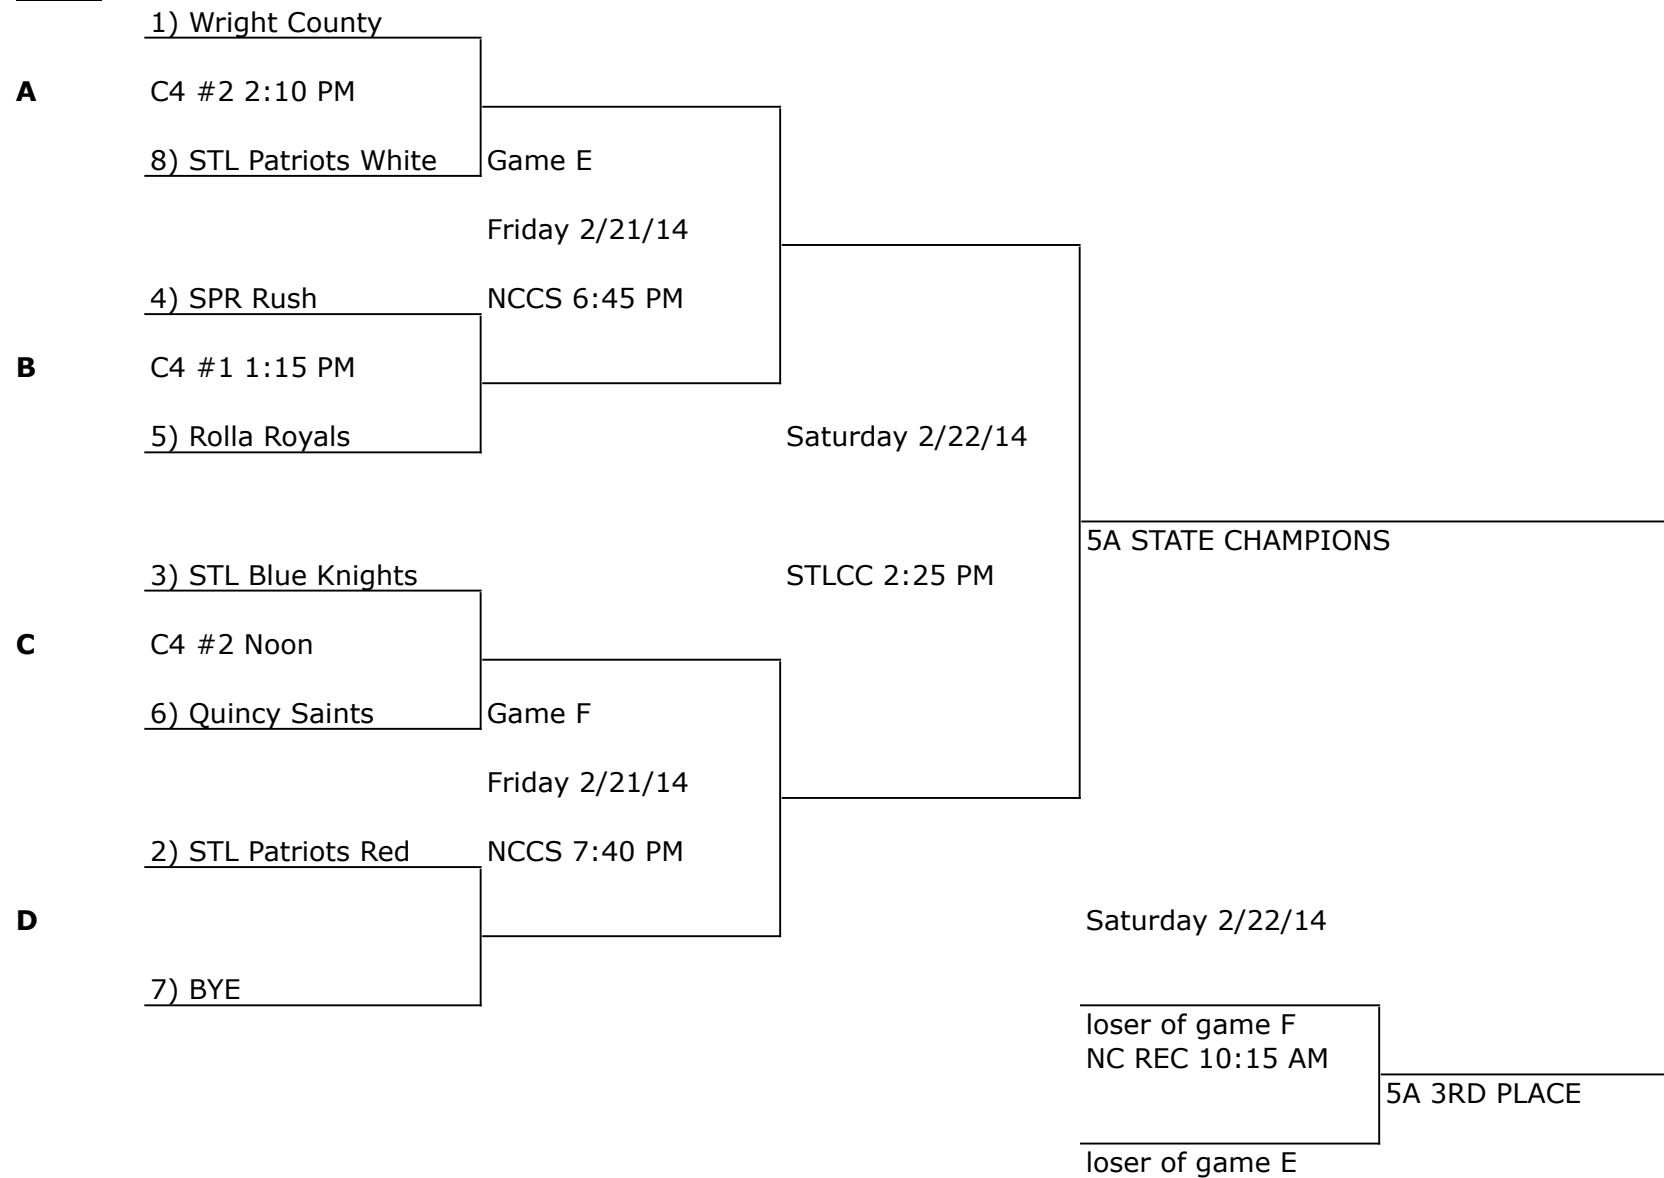 1) Wright County
A
C4 #2 2:10 PM
8) STL Patriots White
Game E
Friday 2/21/14
4) SPR Rush
NCCS 6:45 PM
B
C4 #1 1:15 PM
5) Rolla Royals
Saturday 2/22/14
5A STATE CHAMPIONS
3) STL Blue Knights
STLCC 2:25 PM
C
C4 #2 Noon
6) Quincy Saints
Game F
Friday 2/21/14
2) STL Patriots Red
NCCS 7:40 PM
D
Saturday 2/22/14
7) BYE
loser of game F
NC REC 10:15 AM
5A 3RD PLACE
loser of game E